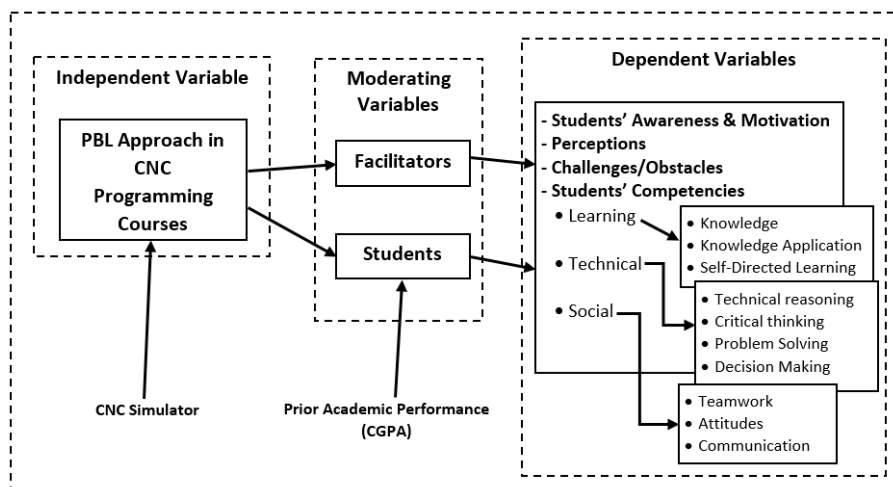 Independent Variable
PBL Approach in
CNC
Programming
Courses
CNC Simulator
Moderating
Variables
Facilitators
Students
Prior Academic Performance
(CGPA)
Dependent Variables
- Students’ Awareness & Motivation
- Perceptions
- Challenges/Obstacles
- Students’ Competencies
• Learning
• Technical
• Social
• Knowledge
• Knowledge Application
• Self-Directed Learning
• Technical reasoning
• Critical thinking
• Problem Solving
• Decision Making
• Teamwork
• Attitudes
• Communication